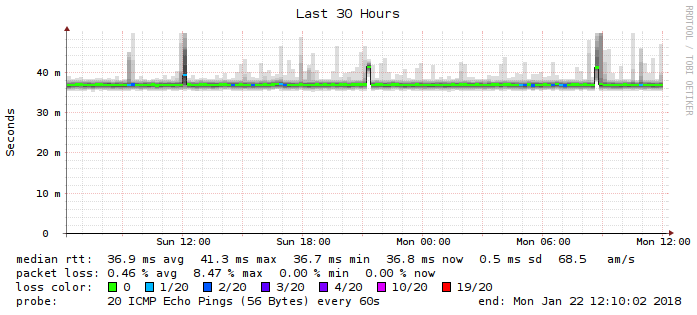 Last 30 Hours
RRDTOOL / TOBI OETIKER
Seconds
40 m
30 m
20 m
10 m
0
Sun 12:00 Sun 18:00 Mon 00:00 Mon 06:00 Mon 12:00
median rtt: 36.9 ms avg 41.3 ms max 36.7 ms min 36.8 ms now 0.5 ms sd 68.5 am/s
packet loss: 0.46 % avg 8.47 % max 0.00 % min 0.00 % now
loss color: 0 1/20 2/20 3/20 4/20 10/20 19/20
probe: 20 ICMP Echo Pings (56 Bytes) every 60s end: Mon Jan 22 12:10:02 2018